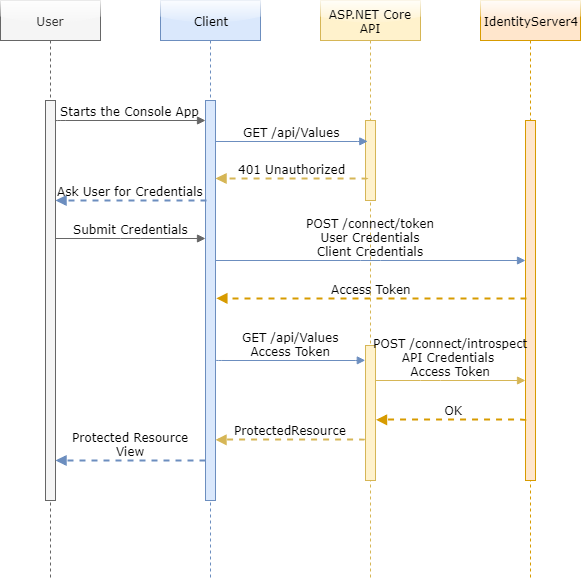 User
Client
ASP.NET Core
API
IdentityServer4
Starts the Console App
GET /api/Values
401 Unauthorized
Ask User for Credentials
Submit Credentials
POST /connect/token
User Credentials
Client Credentials
Access Token
GET /api/Values
Access Token
POST /connect/introspect
API Credentials
Access Token
OK
ProtectedResource
Protected Resource
View